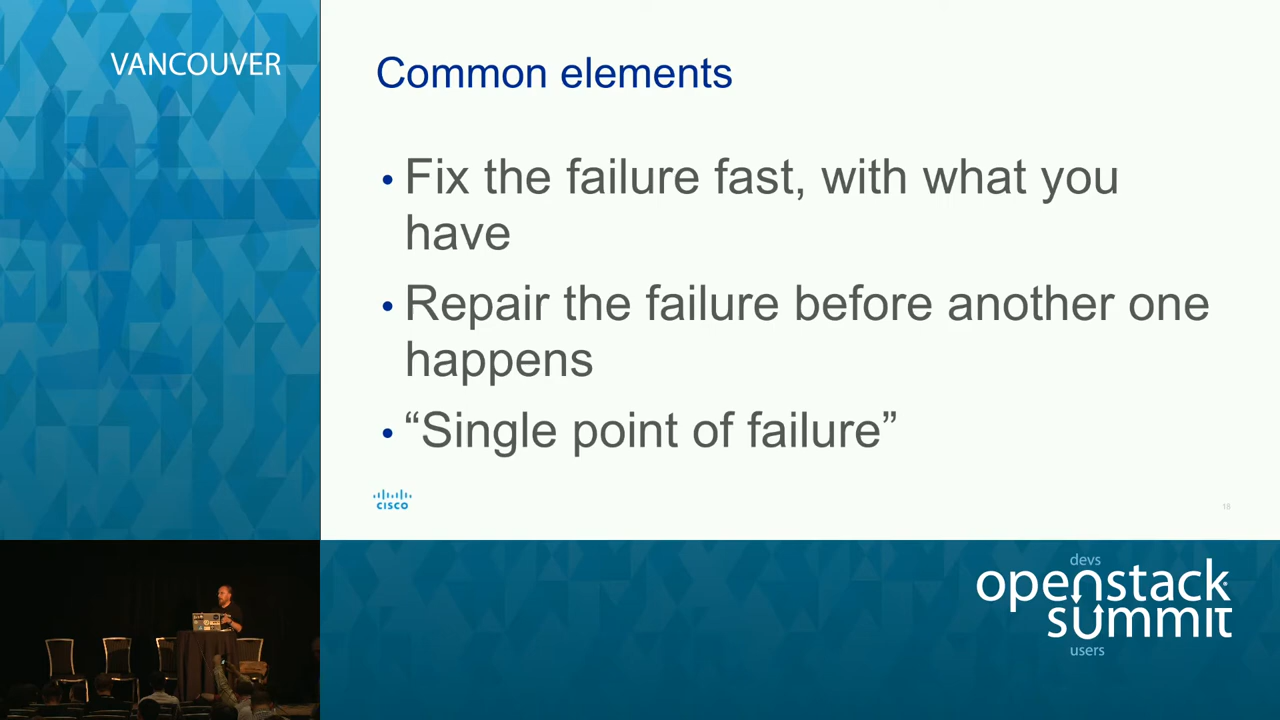 VANCOUVER
Common elements
• Fix the failure fast, with what you
have
• Repair the failure before another one
happens
• “Single point of failure”
CISCO
18
devs
openstack
summit
users